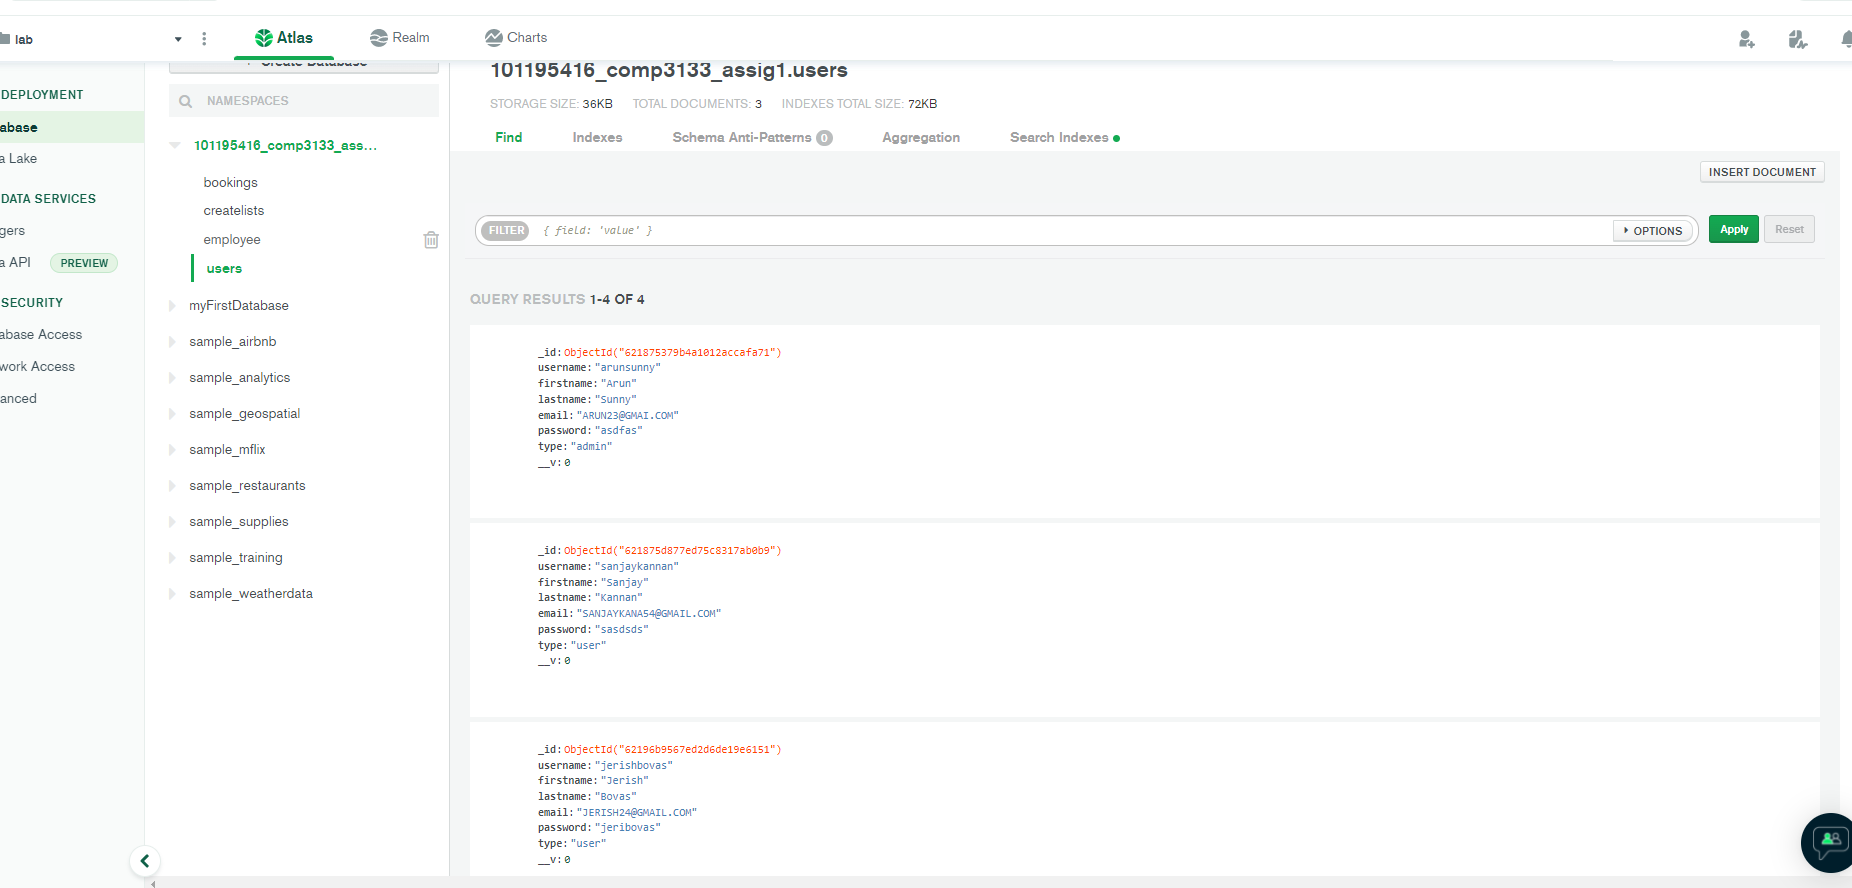 lab
Atlas
Realm
Charts
DEPLOYMENT
abase
a Lake
DATA SERVICES
gers
a API PREVIEW
SECURITY
abase Access
work Access
anced
Create Database
NAMESPACES
101195416_comp3133_ass...
bookings
createlists
employee
users
myFirstDatabase
sample_airbnb
sample_analytics
sample_geospatial
sample_mflix
sample_restaurants
sample_supplies
sample_training
sample_weatherdata
101195416_comp3133_assig1.users
STORAGE SIZE: 36KB TOTAL DOCUMENTS: 3 INDEXES TOTAL SIZE: 72KB
Find Indexes Schema Anti-Patterns 0 Aggregation Search Indexes
INSERT DOCUMENT
FILTER { field: 'value' } OPTIONS Apply Reset
QUERY RESULTS 1-4 OF 4
_id: ObjectId("621875379b4a1012accafa71")
username: "arunsunny"
firstname: "Arun"
lastname: "Sunny"
email: "ARUN23@GMAI.COM"
password: "asdfas"
type: "admin"
__v: 0
_id: ObjectId("621875d877ed75c8317ab0b9")
username: "sanjaykannan"
firstname: "Sanjay"
lastname: "Kannan"
email: "SANJAYKANA54@GMAIL.COM"
password: "sasdsds"
type: "user"
__v: 0
_id: ObjectId("62196b9567ed2d6de19e6151")
username: "jerishbovas"
firstname: "Jerish"
lastname: "Bovas"
email: "JERISH24@GMAIL.COM"
password: "jeribovas"
type: "user"
__v: 0